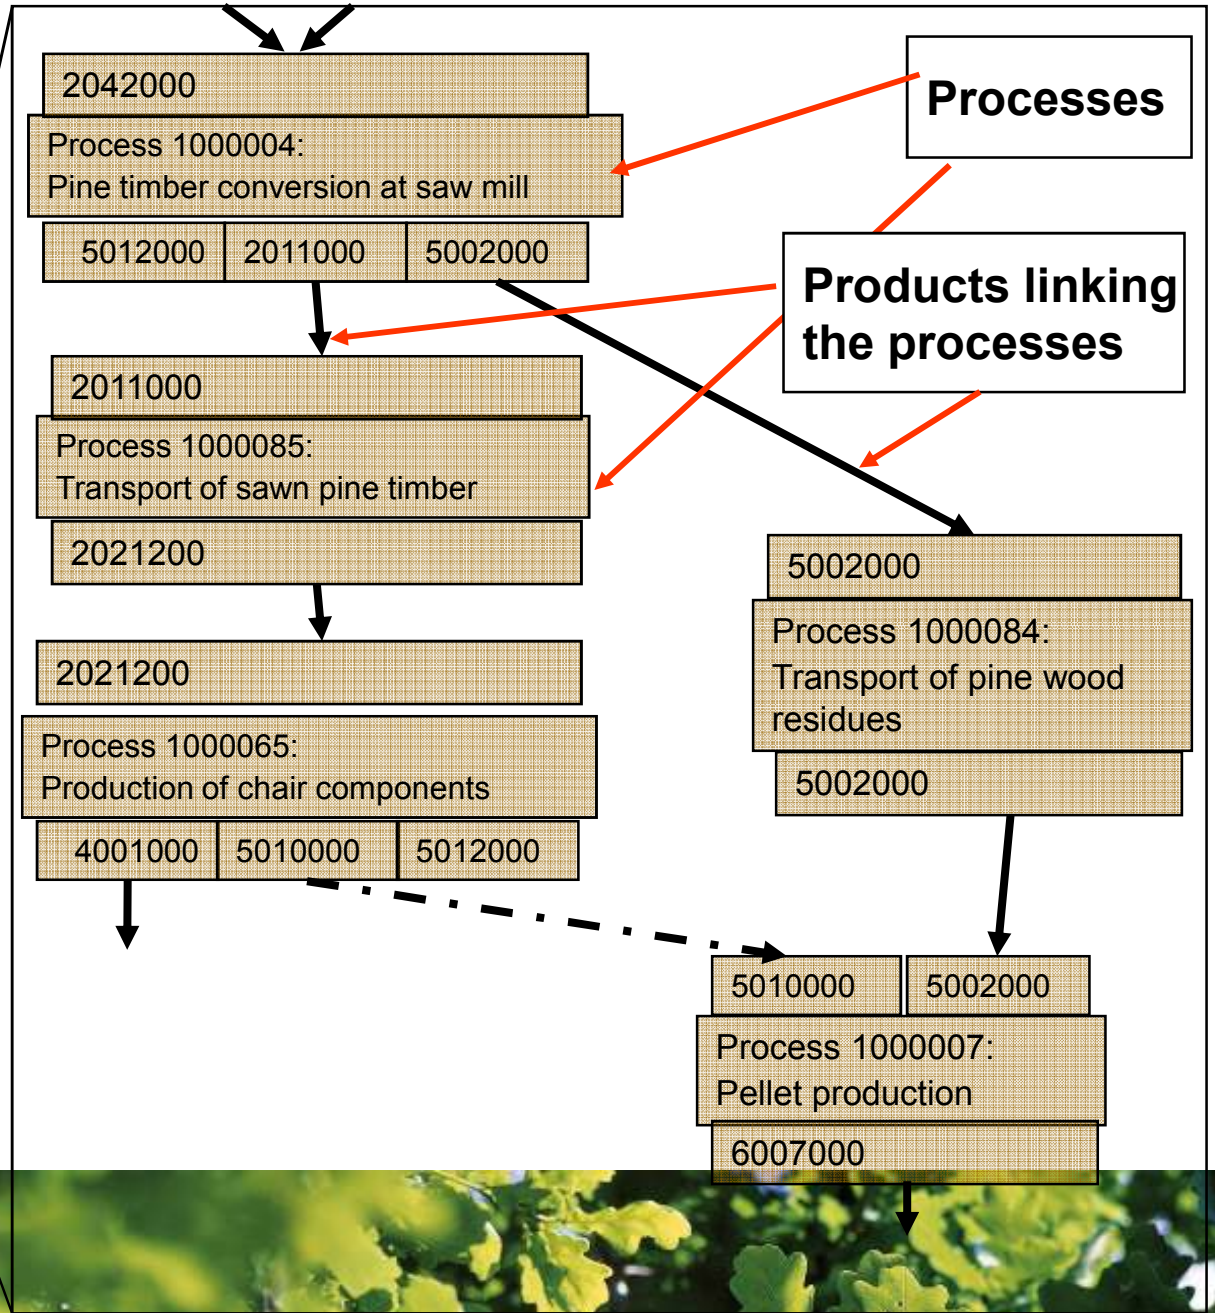 2042000
Process 1000004:
Pine timber conversion at saw mill
5012000 2011000 5002000
Processes
Products linking
the processes
2011000
Process 1000085:
Transport of sawn pine timber
2021200
2021200
Process 1000065:
Production of chair components
4001000 5010000 5012000
5002000
Process 1000084:
Transport of pine wood
residues
5002000
5010000 5002000
Process 1000007:
Pellet production
6007000